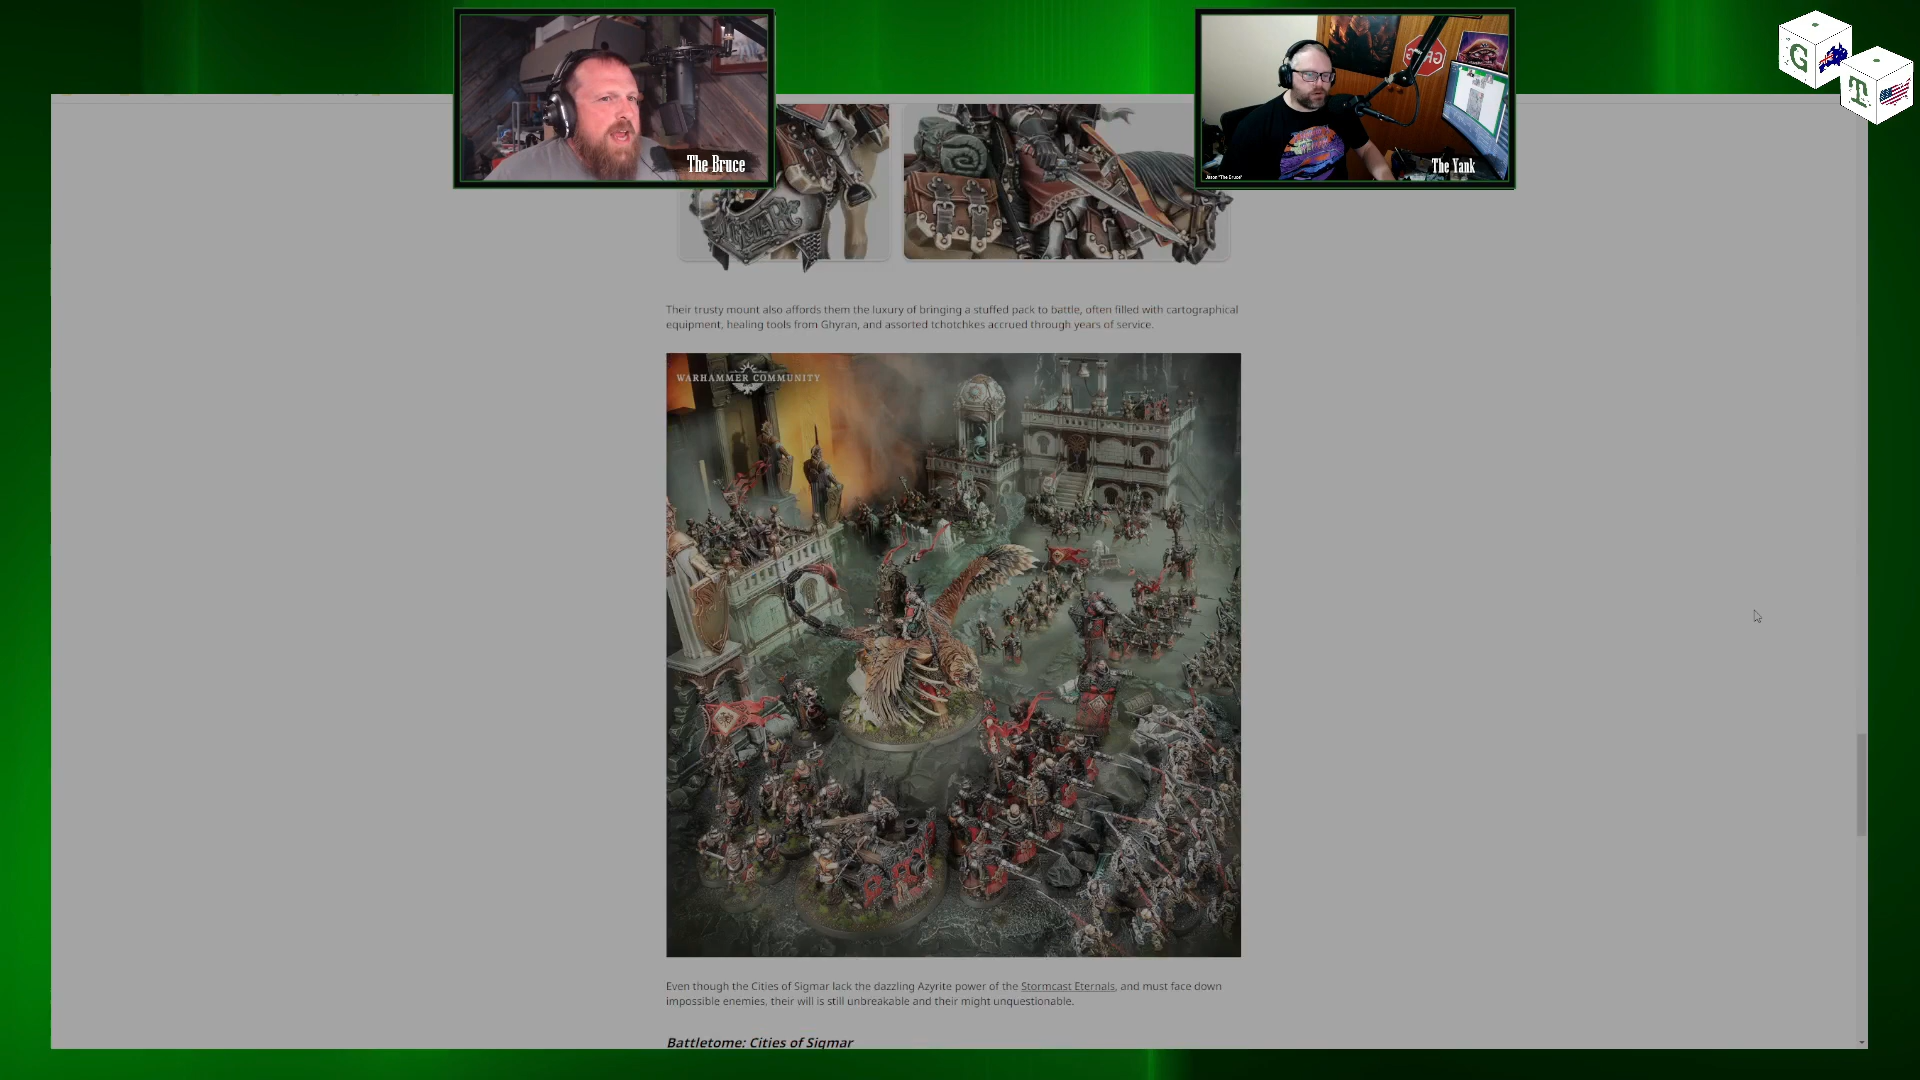 The Bruce
Jason "The Bruce"
The Yank
G
T
Their trusty mount also affords them the luxury of bringing a stuffed pack to battle, often filled with cartographical
equipment, healing tools from Ghyran, and assorted tchotchkes accrued through years of service.
WARHAMMER COMMUNITY
Even though the Cities of Sigmar lack the dazzling Azyrite power of the Stormcast Eternals, and must face down
impossible enemies, their will is still unbreakable and their might unquestionable.
Battletome: Cities of Sigmar